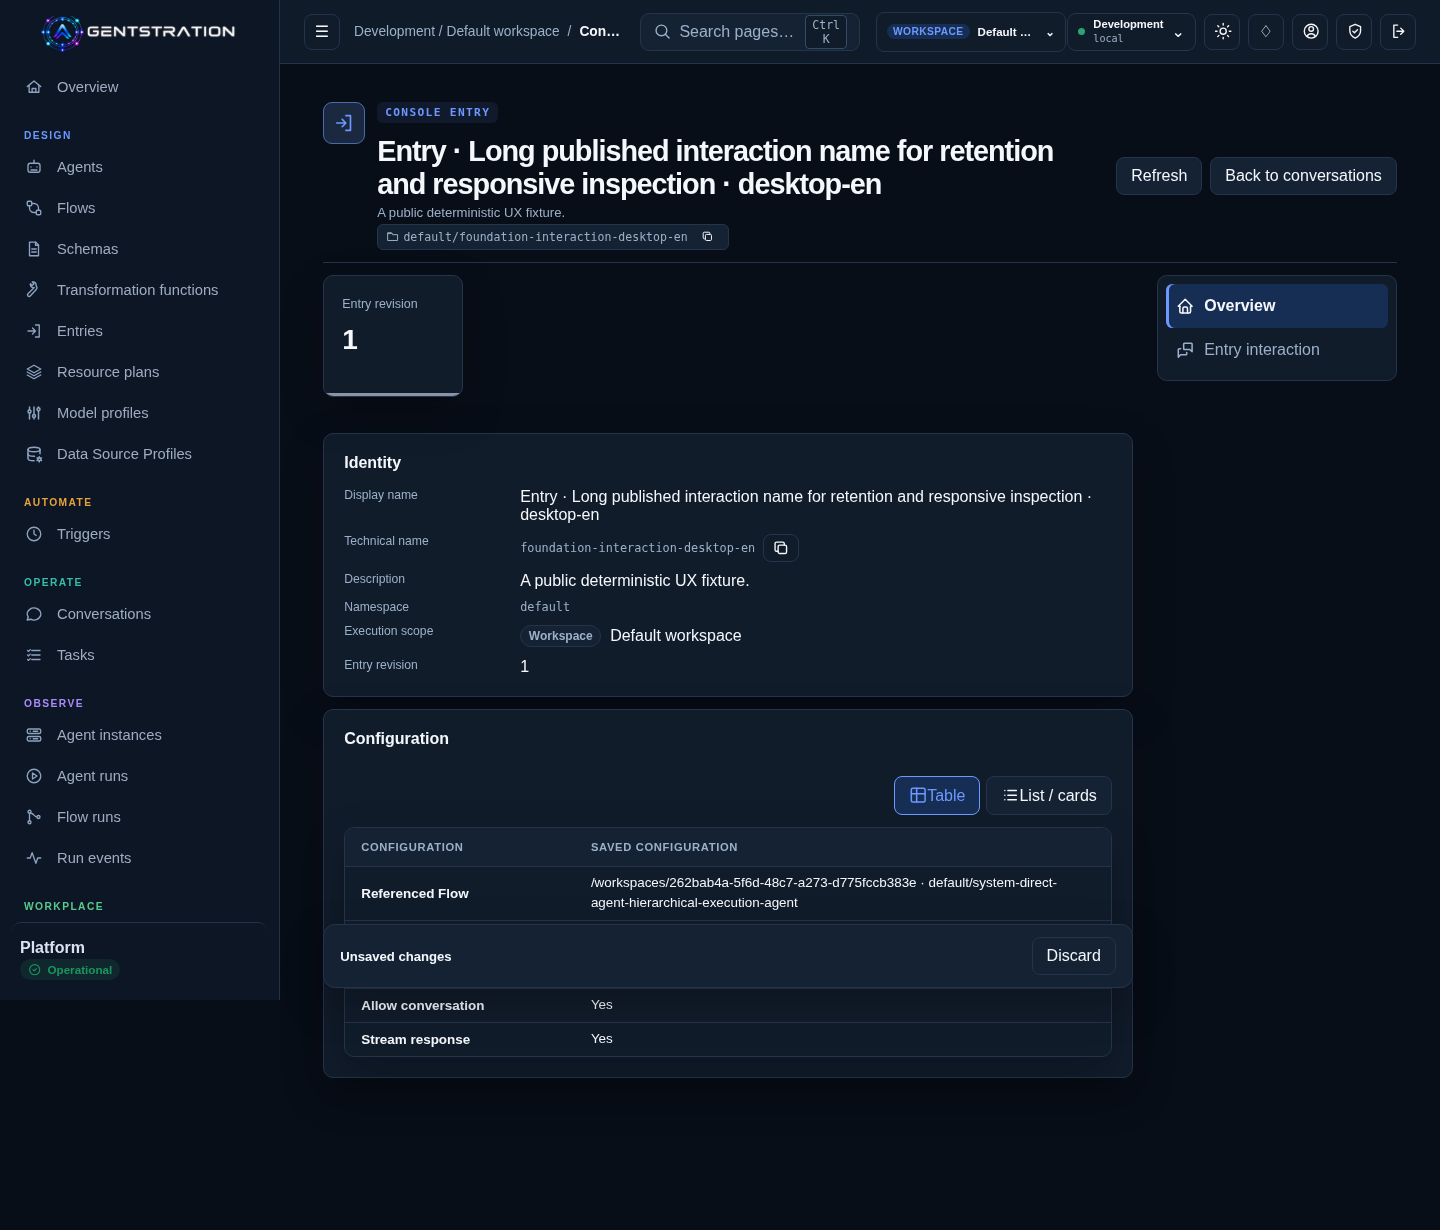 GENTSTRATION
Overview
DESIGN
Agents
Flows
Schemas
Transformation functions
Entries
Resource plans
Model profiles
Data Source Profiles
AUTOMATE
Triggers
OPERATE
Conversations
Tasks
OBSERVE
Agent instances
Agent runs
Flow runs
Run events
WORKPLACE
Platform
Operational
Development / Default workspace / Con…
Search pages…
Ctrl
K
WORKSPACE Default …
Development
local
CONSOLE ENTRY
Entry · Long published interaction name for retention
and responsive inspection · desktop-en
A public deterministic UX fixture.
default/foundation-interaction-desktop-en
Refresh
Back to conversations
Entry revision
1
Overview
Entry interaction
Identity
Display name
Entry · Long published interaction name for retention and responsive inspection ·
desktop-en
Technical name
foundation-interaction-desktop-en
Description
A public deterministic UX fixture.
Namespace
default
Execution scope
Workspace Default workspace
Entry revision
1
Configuration
Table
List / cards
CONFIGURATION
SAVED CONFIGURATION
Referenced Flow
/workspaces/262bab4a-5f6d-48c7-a273-d775fccb383e · default/system-direct-
agent-hierarchical-execution-agent
Unsaved changes
Discard
Allow conversation
Yes
Stream response
Yes